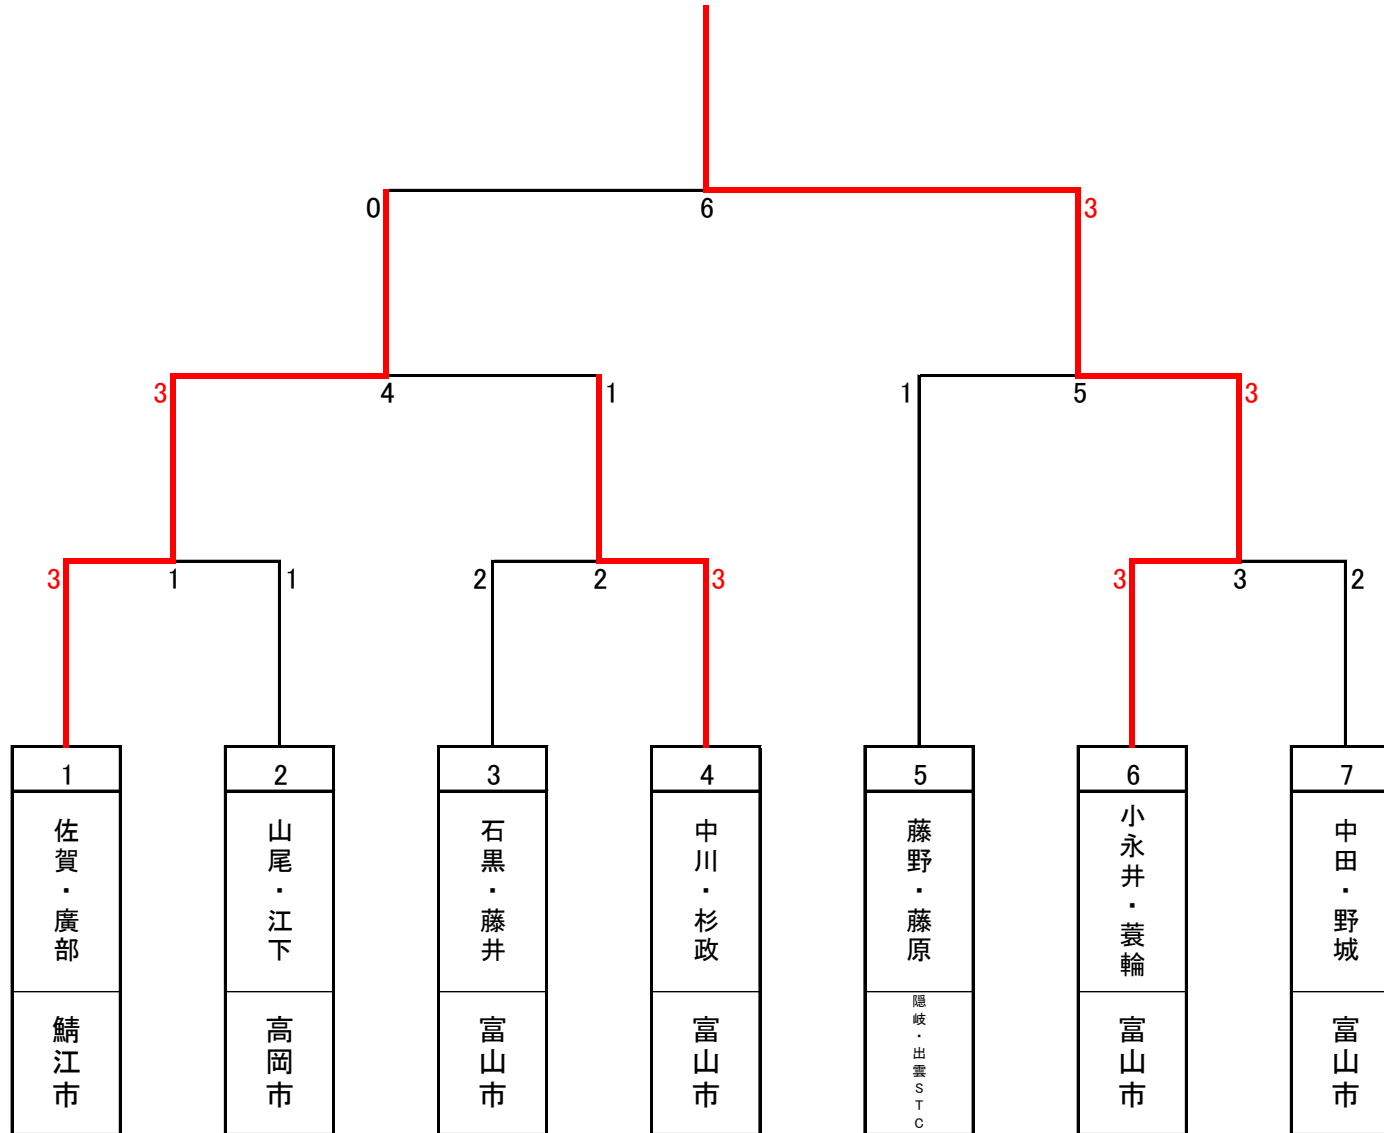 0 6 3
3 4 1 1 5 3
3 1 1 2 2 3 3 3 2
1 2 3 4 5 6 7
佐賀・廣部
山尾・江下
石黒・藤井
中川・杉政
藤野・藤原
小永井・蓑輪
中田・野城
鯖江市
高岡市
富山市
富山市
隠岐・出雲STC
富山市
富山市